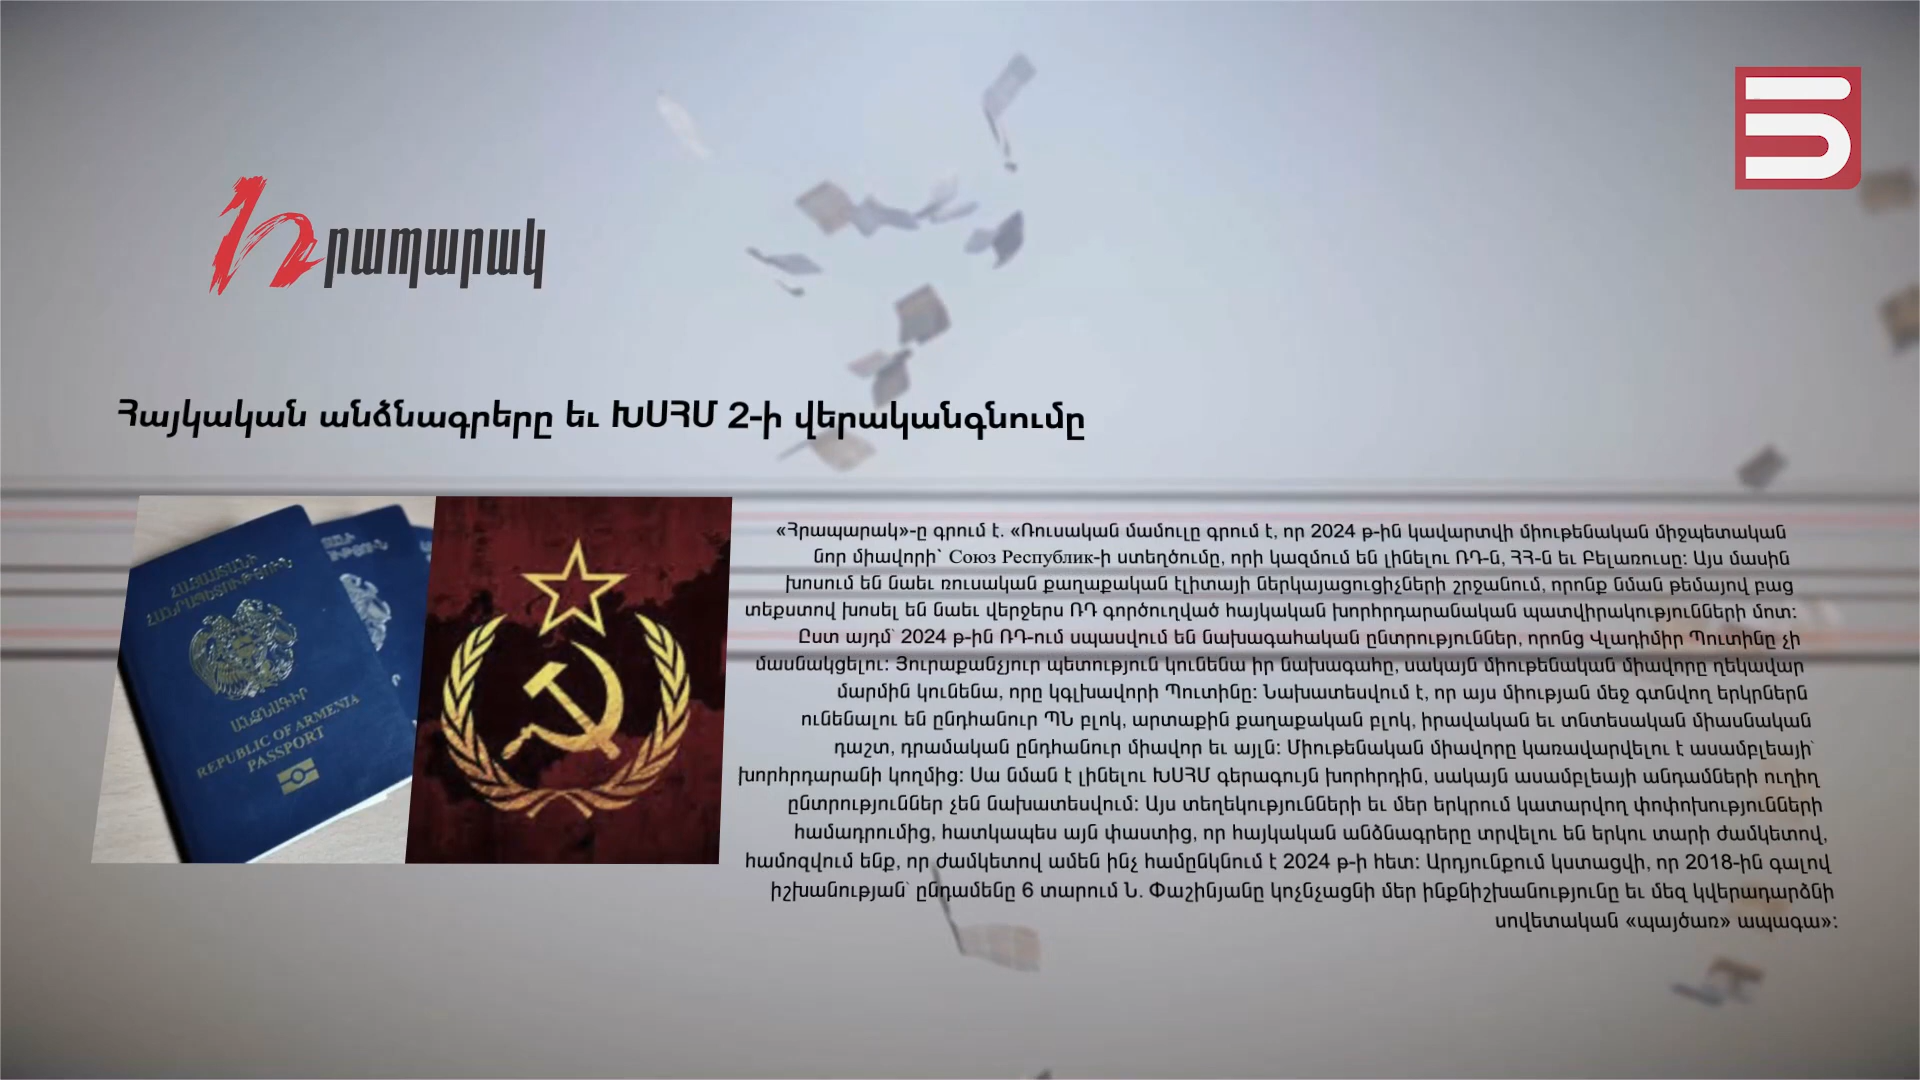 Հրապարակ
Հայկական անձնագրերը եւ ԽՍՀՄ 2-ի վերականգնումը
ՀԱՅԱՍՏԱՆԻ
ՀԱՆՐԱՊԵՏՈՒԹՅՈՒՆ
ԱՆՁՆԱԳԻՐ
REPUBLIC OF ARMENIA
PASSPORT
«Հրապարակ»-ը գրում է. «Ռուսական մամուլը գրում է, որ 2024 թ-ին կավարտվի միութենական միջպետական
նոր միավորի՝ Союз Республик-ի ստեղծումը, որի կազմում են լինելու ՌԴ-ն, ՀՀ-ն եւ Բելառուսը: Այս մասին
խոսում են նաեւ ռուսական քաղաքական էլիտայի ներկայացուցիչների շրջանում, որոնք նման թեմայով բաց
տեքստով խոսել են նաեւ վերջերս ՌԴ գործուղված հայկական խորհրդարանական պատվիրակությունների մոտ:
Ըստ այդմ՝ 2024 թ-ին ՌԴ-ում սպասվում են նախագահական ընտրություններ, որոնց Վլադիմիր Պուտինը չի
մասնակցելու: Յուրաքանչյուր պետություն կունենա իր նախագահը, սակայն միութենական միավորը ղեկավար
մարմին կունենա, որը կգլխավորի Պուտինը: Նախատեսվում է, որ այս միության մեջ գտնվող երկրներն
ունենալու են ընդհանուր ՊՆ բլոկ, արտաքին քաղաքական բլոկ, իրավական եւ տնտեսական միասնական
դաշտ, դրամական ընդհանուր միավոր եւ այլն: Միութենական միավորը կառավարվելու է ասամբլեայի՝
խորհրդարանի կողմից: Սա նման է լինելու ԽՍՀՄ գերագույն խորհրդին, սակայն ասամբլեայի անդամների ուղիղ
ընտրություններ չեն նախատեսվում: Այս տեղեկությունների եւ մեր երկրում կատարվող փոփոխությունների
համադրումից, հատկապես այն փաստից, որ հայկական անձնագրերը տրվելու են երկու տարի ժամկետով,
համոզվում ենք, որ ժամկետով ամեն ինչ համընկնում է 2024 թ-ի հետ: Արդյունքում կստացվի, որ 2018-ին գալով
իշխանության՝ ընդամենը 6 տարում Ն. Փաշինյանը կոչնչացնի մեր ինքնիշխանությունը եւ մեզ կվերադարձնի
սովետական «պայծառ» ապագա»: